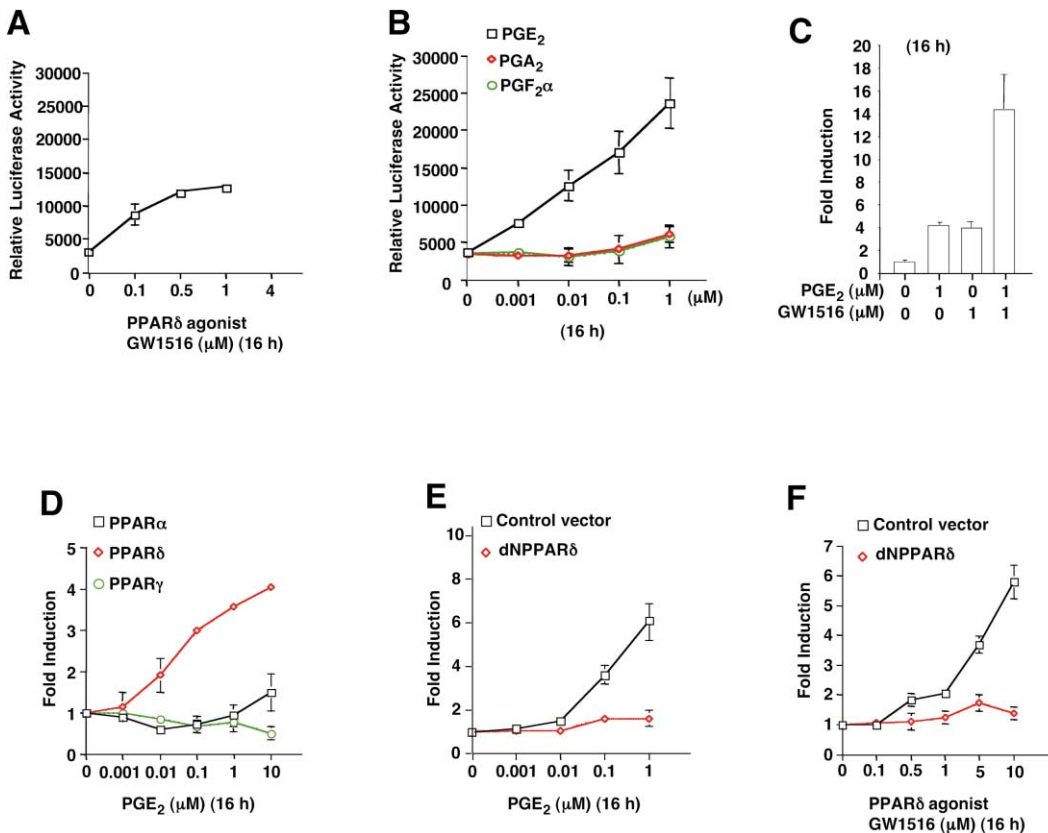 A
Relative Luciferase Activity
30000
25000
20000
15000
10000
5000
0
0 0.1 0.5 1 4
PPARδ agonist
GW1516 (μM) (16 h)
B
PGE2
PGA2
PGF2α
Relative Luciferase Activity
30000
25000
20000
15000
10000
5000
0
0 0.001 0.01 0.1 1 (μM)
(16 h)
C
(16 h)
Fold Induction
20
18
16
14
12
10
8
6
4
2
0
PGE2 (μM) 0 1 0 1
GW1516 (μM) 0 0 1 1
D
PPARα
PPARδ
PPARγ
Fold Induction
5
4
3
2
1
0
0 0.001 0.01 0.1 1 10
PGE2 (μM) (16 h)
E
Control vector
dNPPARδ
Fold Induction
10
8
6
4
2
0
0 0.001 0.01 0.1 1
PGE2 (μM) (16 h)
F
Control vector
dNPPARδ
Fold Induction
7
6
5
4
3
2
1
0
0 0.1 0.5 1 5 10
PPARδ agonist
GW1516 (μM) (16 h)